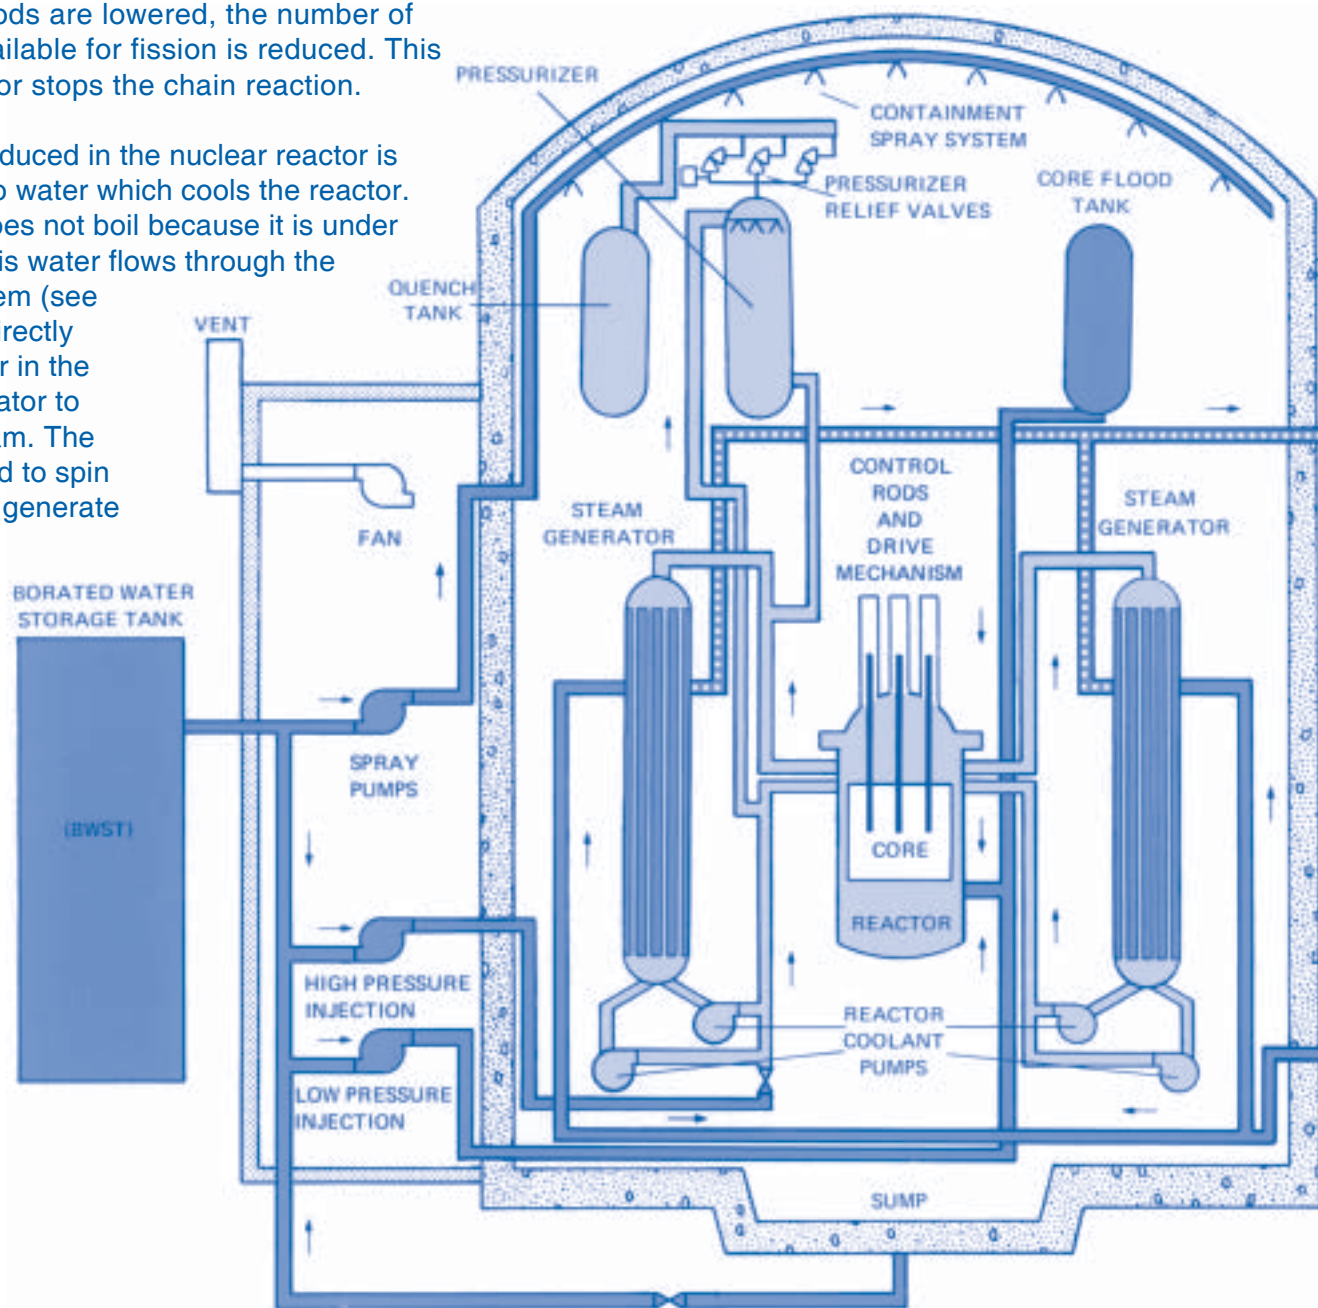 ods are lowered, the number of
ailable for fission is reduced. This
or stops the chain reaction.
duced in the nuclear reactor is
o water which cools the reactor.
oes not boil because it is under
is water flows through the
em (see
irectly
r in the
ator to
am. The
d to spin
generate
PRESSURIZER
CONTAINMENT
SPRAY SYSTEM
PRESSURIZER
RELIEF VALVES
CORE FLOOD
TANK
QUENCH
TANK
VENT
FAN
STEAM
GENERATOR
CONTROL
RODS
AND
DRIVE
MECHANISM
STEAM
GENERATOR
BORATED WATER
STORAGE TANK
(BWST)
SPRAY
PUMPS
CORE
REACTOR
HIGH PRESSURE
INJECTION
REACTOR
COOLANT
PUMPS
LOW PRESSURE
INJECTION
SUMP